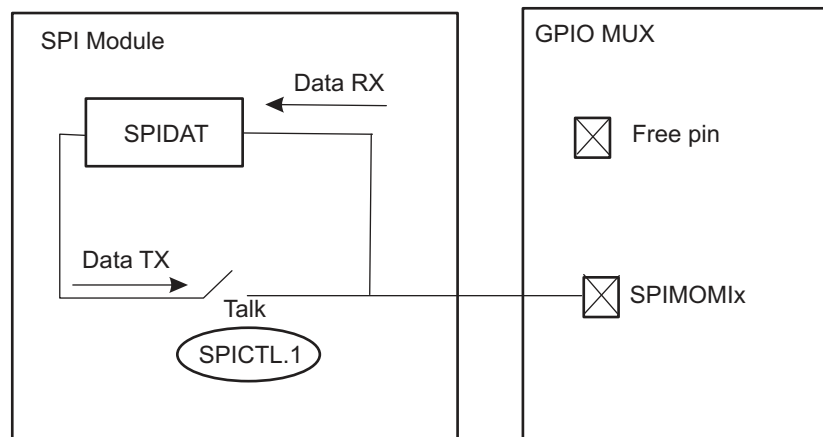 SPI Module
GPIO MUX
Data RX
SPIDAT
Free pin
Data TX
Talk
SPIMOMIx
SPICTL.1